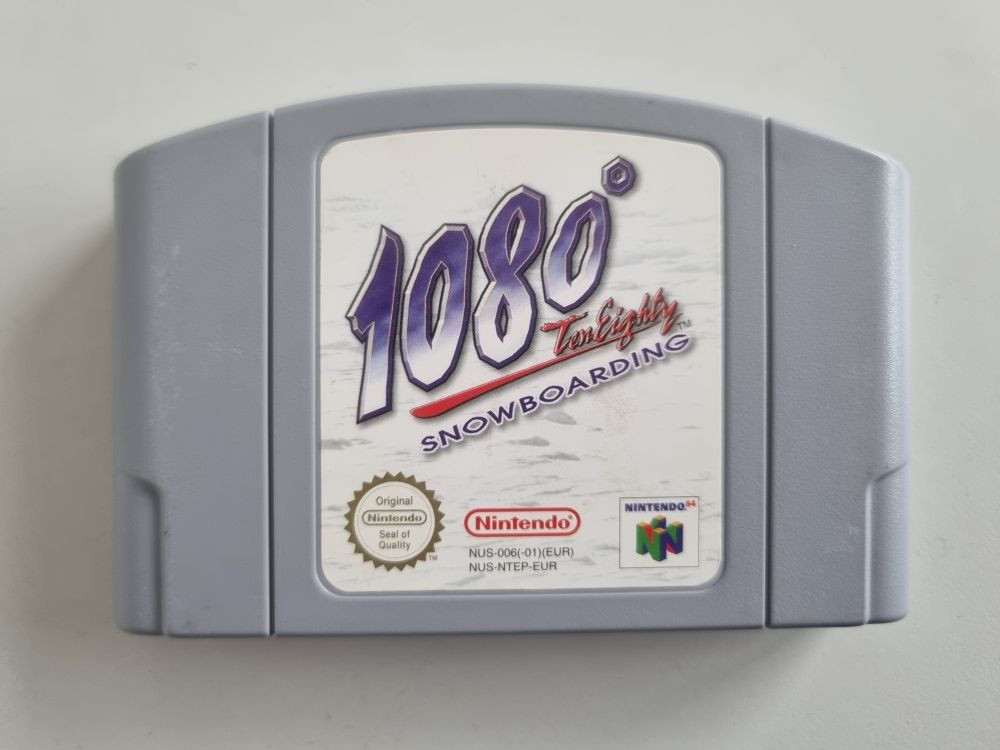 1080°
Ten Eighty™
SNOWBOARDING
Original
Nintendo
Seal of
Quality
TM
Nintendo®
NUS-006(-01)(EUR)
NUS-NTEP-EUR
NINTENDO64